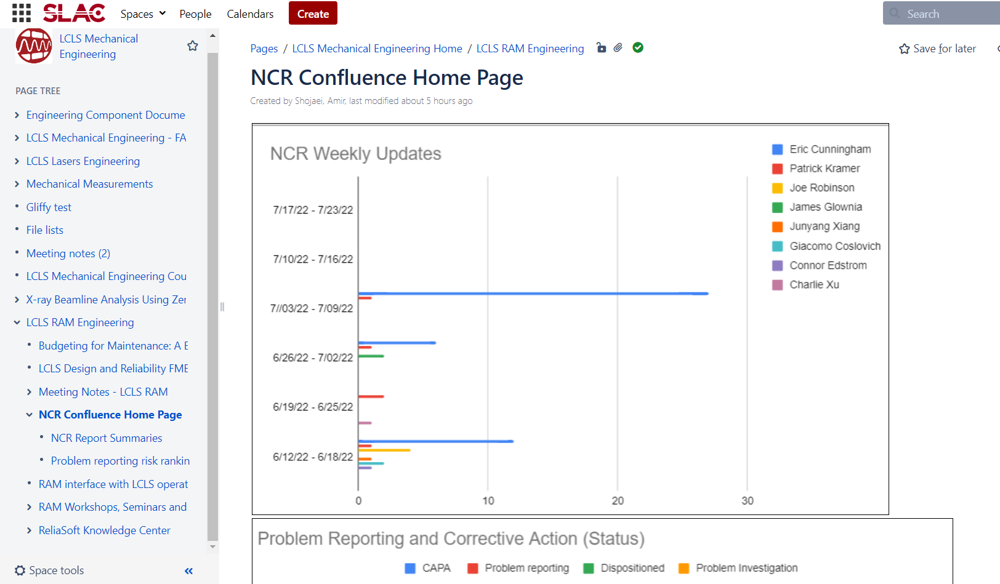 SLAC Spaces People Calendars Create Search
LCLS Mechanical
Engineering
PAGE TREE
Engineering Component Docume
LCLS Mechanical Engineering - FA
LCLS Lasers Engineering
Mechanical Measurements
Gliffy test
File lists
Meeting notes (2)
LCLS Mechanical Engineering Cou
X-ray Beamline Analysis Using Zer
LCLS RAM Engineering
Budgeting for Maintenance: A E
LCLS Design and Reliability FME
Meeting Notes - LCLS RAM
NCR Confluence Home Page
NCR Report Summaries
Problem reporting risk rankin
RAM interface with LCLS operat
RAM Workshops, Seminars and
ReliaSoft Knowledge Center
Space tools
Pages / LCLS Mechanical Engineering Home / LCLS RAM Engineering
Save for later
NCR Confluence Home Page
Created by Shojaei, Amir, last modified about 5 hours ago
NCR Weekly Updates
Eric Cunningham
Patrick Kramer
Joe Robinson
James Glownia
Junyang Xiang
Giacomo Coslovich
Connor Edstrom
Charlie Xu
7/17/22 - 7/23/22
7/10/22 - 7/16/22
7//03/22 - 7/09/22
6/26/22 - 7/02/22
6/19/22 - 6/25/22
6/12/22 - 6/18/22
0 10 20 30
Problem Reporting and Corrective Action (Status)
CAPA Problem reporting Dispositioned Problem Investigation